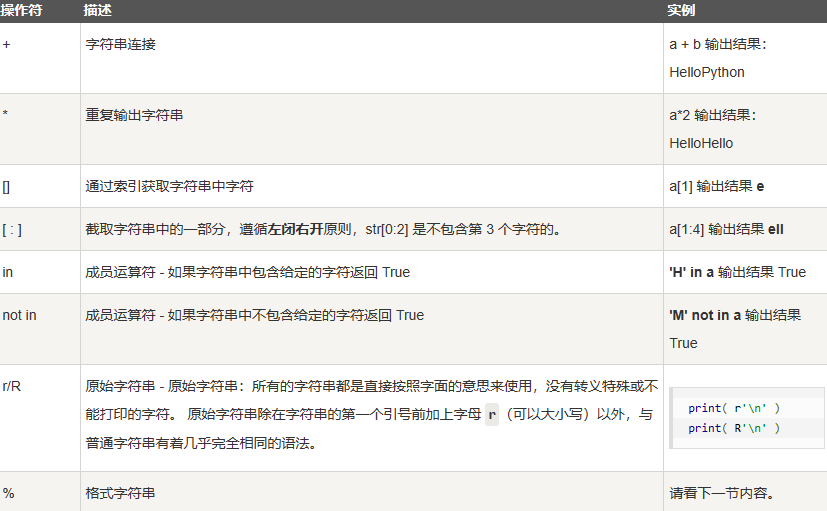 操作符 描述 实例
+ 字符串连接 a + b 输出结果：
HelloPython
* 重复输出字符串 a*2 输出结果：
HelloHello
[] 通过索引获取字符串中字符 a[1] 输出结果 e
[ : ] 截取字符串中的一部分，遵循左闭右开原则，str[0:2] 是不包含第 3 个字符的。 a[1:4] 输出结果 ell
in 成员运算符 - 如果字符串中包含给定的字符返回 True 'H' in a 输出结果 True
not in 成员运算符 - 如果字符串中不包含给定的字符返回 True 'M' not in a 输出结果
True
r/R 原始字符串 - 原始字符串：所有的字符串都是直接按照字面的意思来使用，没有转义特殊或不
能打印的字符。 原始字符串除在字符串的第一个引号前加上字母 r（可以大小写）以外，与
普通字符串有着几乎完全相同的语法。
print( r'\n' )
print( R'\n' )
% 格式字符串 请看下一节内容。